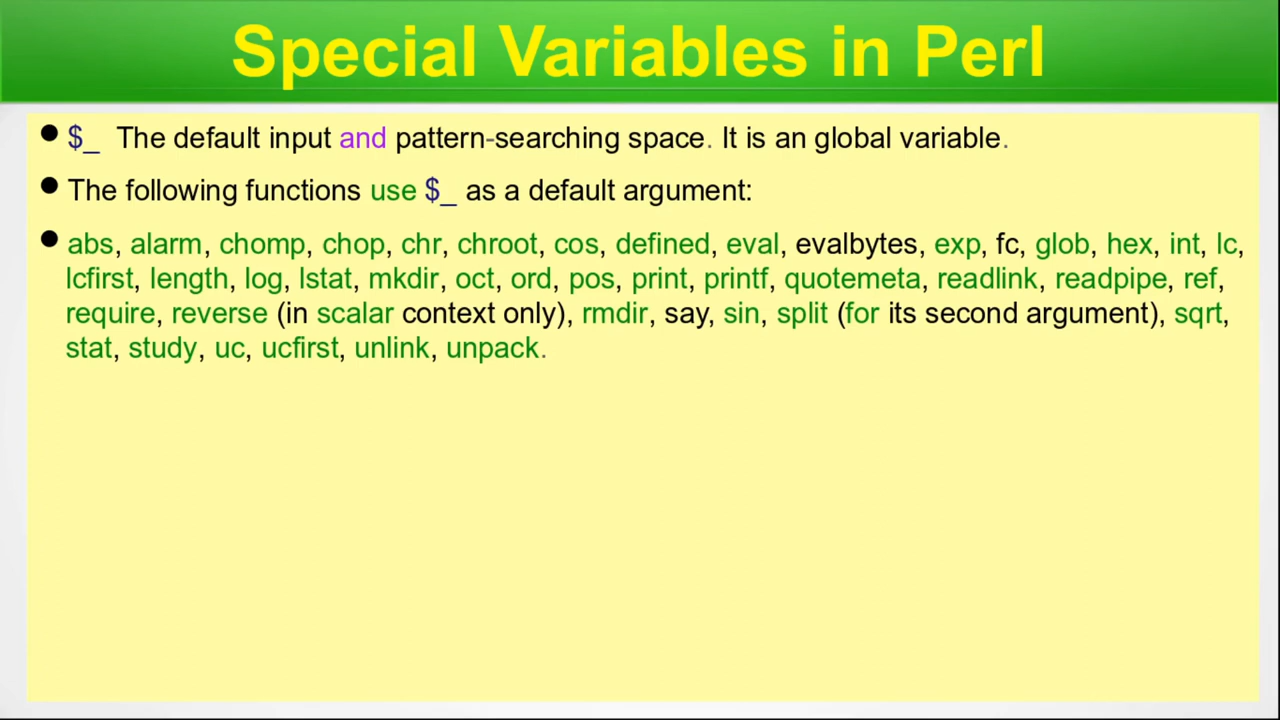 Special Variables in Perl
● $_ The default input and pattern-searching space. It is an global variable.
● The following functions use $_ as a default argument:
● abs, alarm, chomp, chop, chr, chroot, cos, defined, eval, evalbytes, exp, fc, glob, hex, int, lc,
lcfirst, length, log, lstat, mkdir, oct, ord, pos, print, printf, quotemeta, readlink, readpipe, ref,
require, reverse (in scalar context only), rmdir, say, sin, split (for its second argument), sqrt,
stat, study, uc, ucfirst, unlink, unpack.